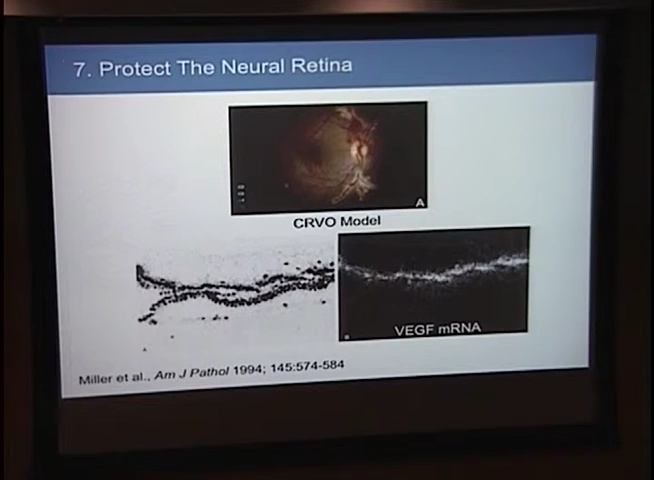 7. Protect The Neural Retina
A
CRVO Model
VEGF mRNA
Miller et al., Am J Pathol 1994; 145:574-584